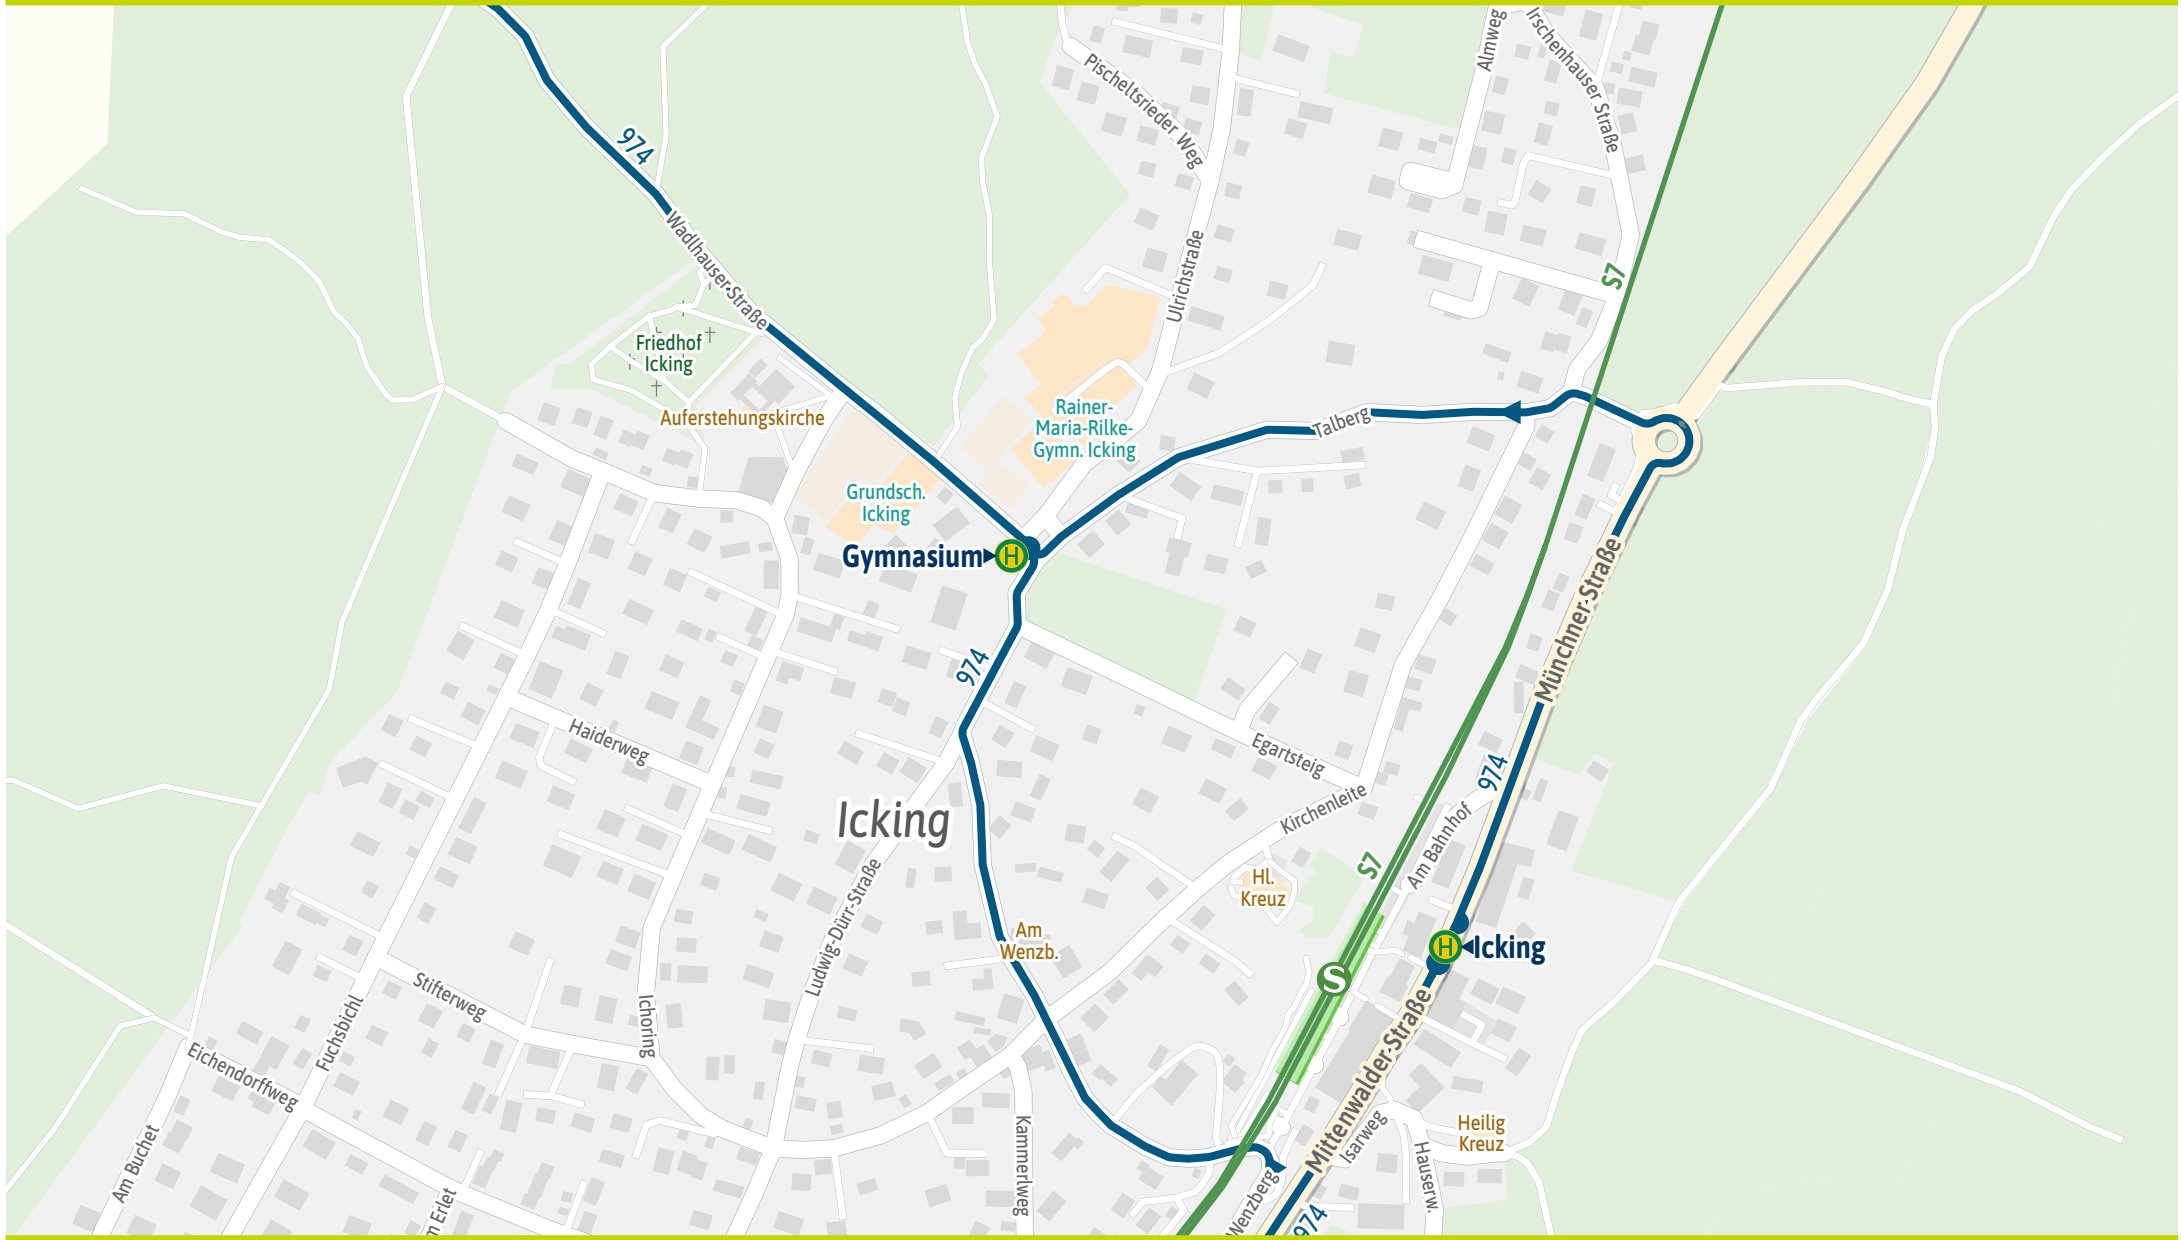 Almweg
Irschenhauser Straße
Pischeltsrieder Weg
974
Wadlhauser-Straße
Ulrichstraße
S7
Friedhof
Icking
Auferstehungskirche
Rainer-
Maria-Rilke-
Gymn. Icking
Talberg
Grundsch.
Icking
Gymnasium
H
Münchner-Straße
974
Haiderweg
Egartsteig
974
Kirchenleite
Icking
Am Bahnhof
S7
Ludwig-Dürr-Straße
Hl.
Kreuz
Am
Wenzb.
H
Icking
S
Stifterweg
Fuchsbichl
Ichoring
Mittenwalder-Straße
Eichendorffweg
Isarweg
Heilig
Kreuz
Kammerlweg
Hauserw.
Am Buchet
m Erlet
Wenzberg
974